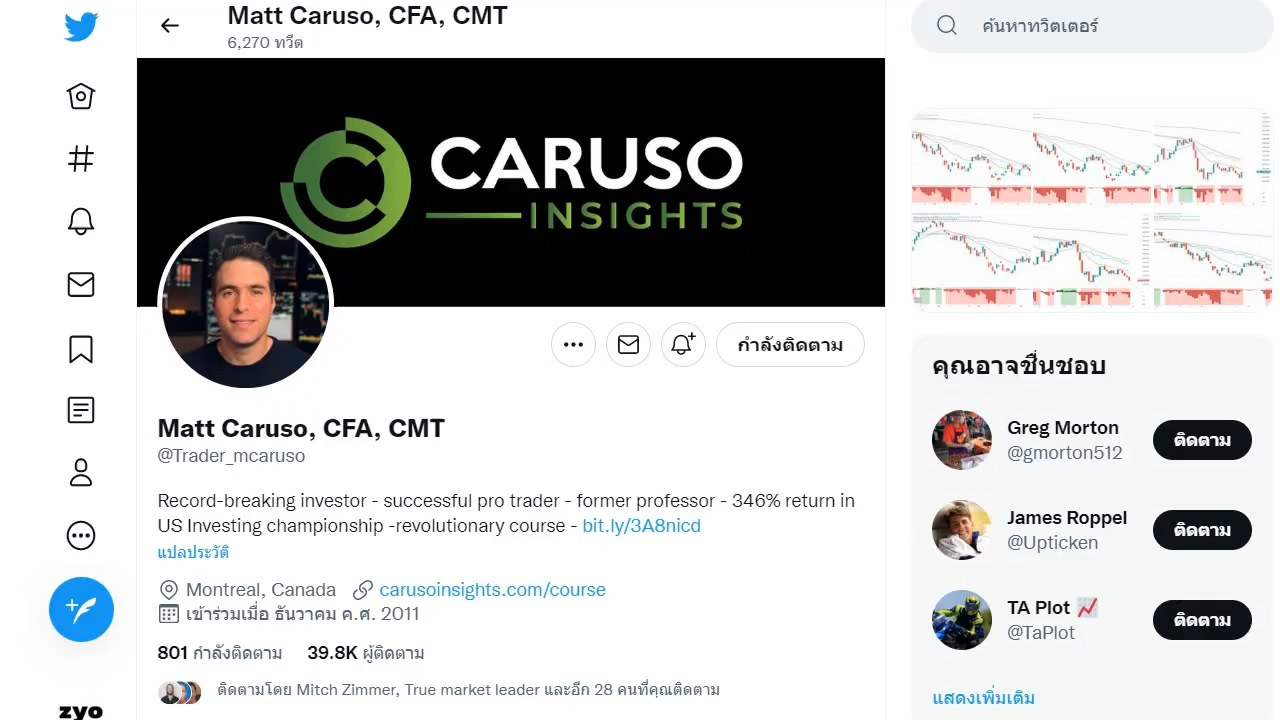 Matt Caruso, CFA, CMT
6,270 ทวีต
CARUSO
INSIGHTS
กำลังติดตาม
Matt Caruso, CFA, CMT
@Trader_mcaruso
Record-breaking investor - successful pro trader - former professor - 346% return in
US Investing championship -revolutionary course - bit.ly/3A8nicd
แปลประวัติ
Montreal, Canada carusoinsights.com/course
เข้าร่วมเมื่อ ธันวาคม ค.ศ. 2011
801 กำลังติดตาม 39.8K ผู้ติดตาม
ติดตามโดย Mitch Zimmer, True market leader และอีก 28 คนที่คุณติดตาม
zyo
ค้นหาทวิตเตอร์
คุณอาจชื่นชอบ
Greg Morton
@gmorton512
ติดตาม
James Roppel
@Upticken
ติดตาม
TA Plot 📈
@TaPlot
ติดตาม
แสดงเพิ่มเติม